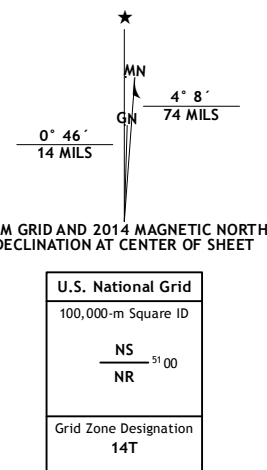 ★
MN
4° 8´
74 MILS
GN
0° 46´
14 MILS
M GRID AND 2014 MAGNETIC NORTH
DECLINATION AT CENTER OF SHEET
U.S. National Grid
100,000-m Square ID
NS
5100
NR
Grid Zone Designation
14T